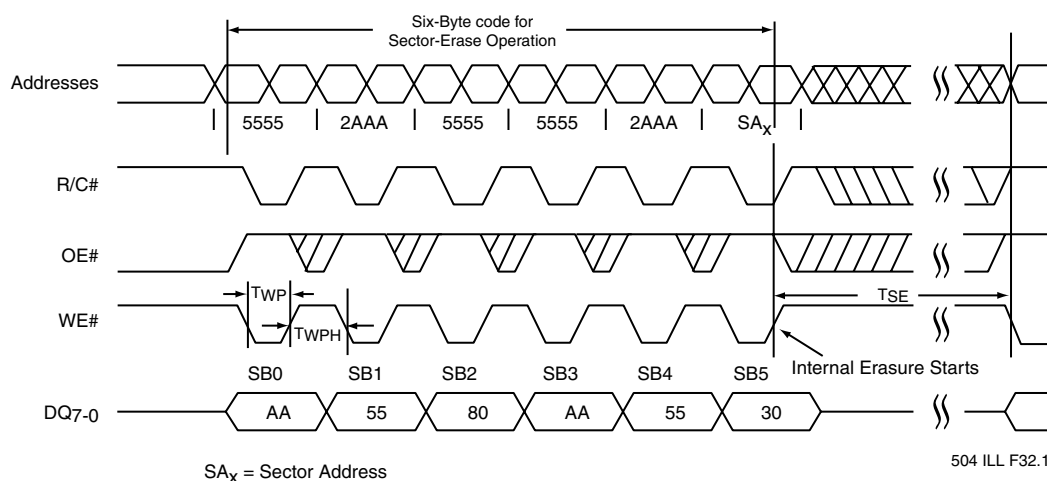 Six-Byte code for
Sector-Erase Operation
Addresses
5555 2AAA 5555 5555 2AAA SAX
R/C#
OE#
TWP
TSE
WE#
TWPH
Internal Erasure Starts
SB0 SB1 SB2 SB3 SB4 SB5
DQ7-0 AA 55 80 AA 55 30
504 ILL F32.1
SAX = Sector Address